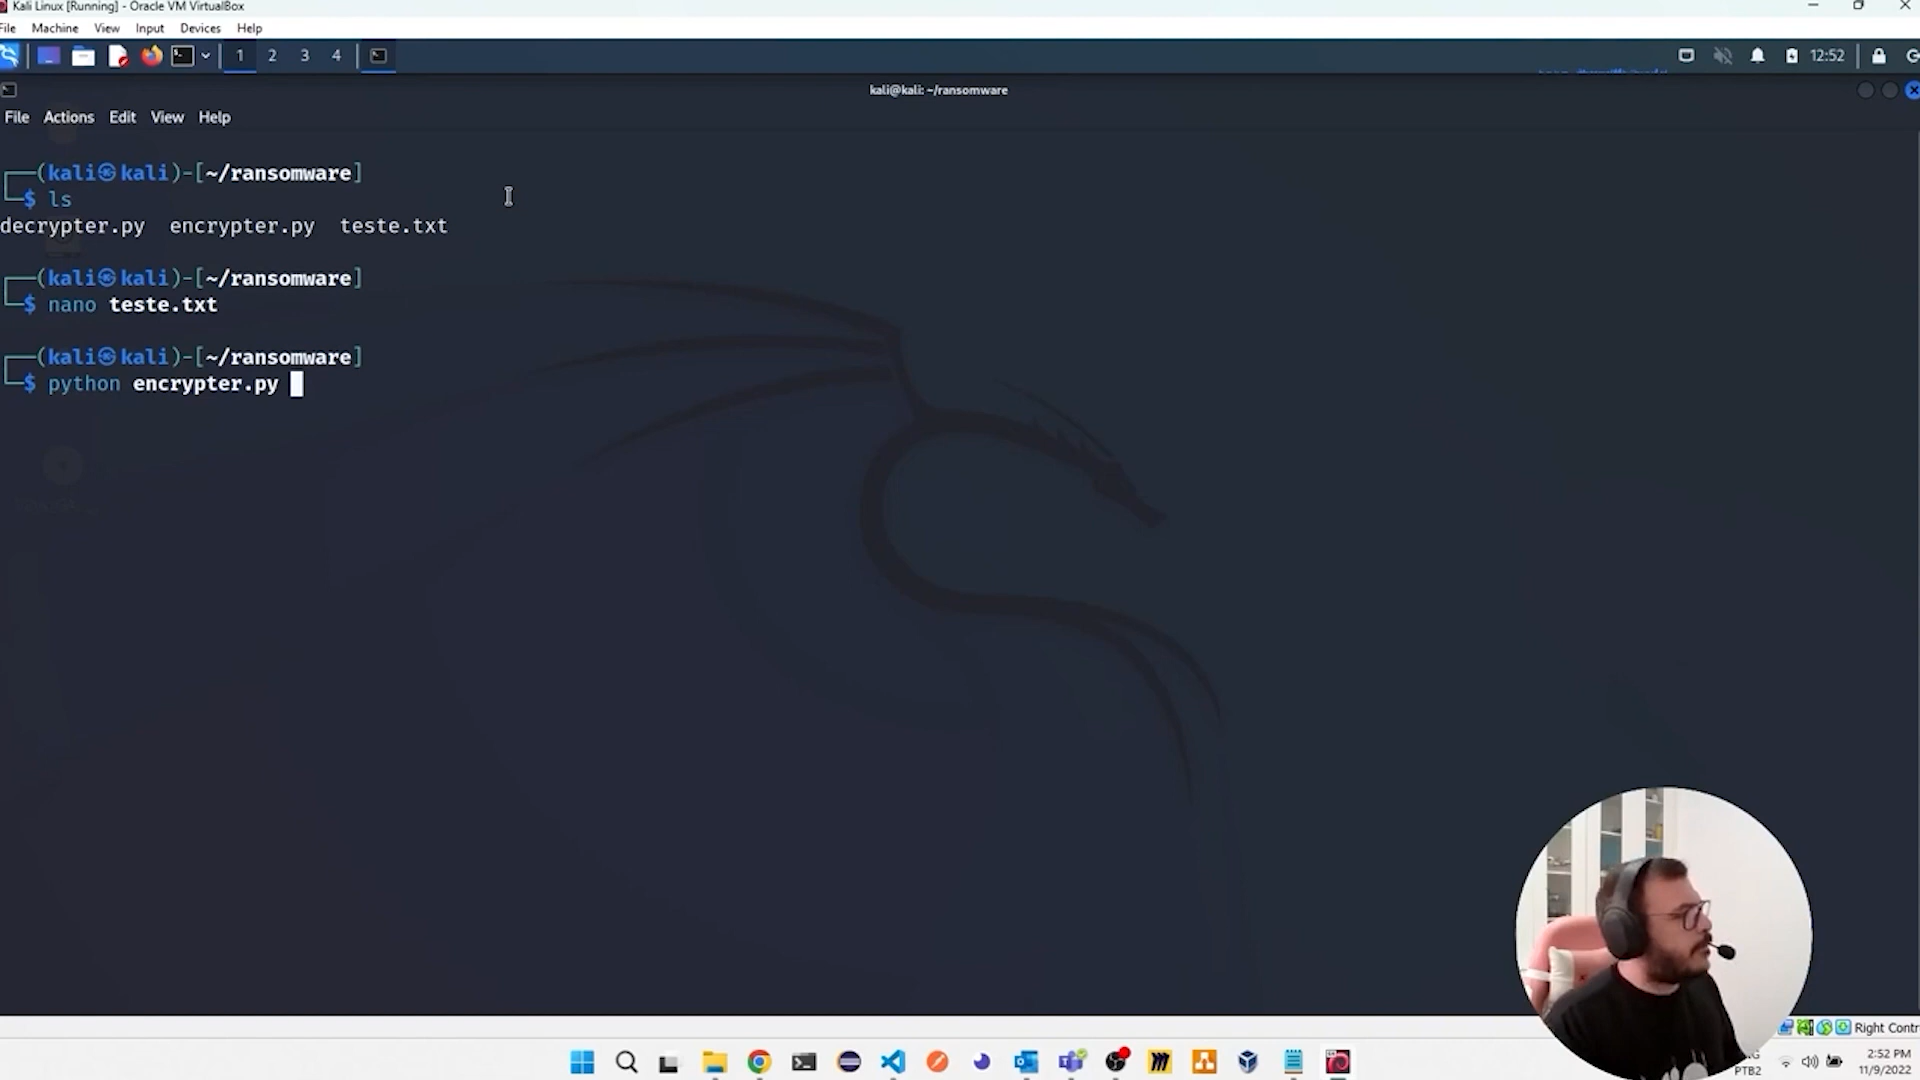 Kali Linux [Running] - Oracle VM VirtualBox
File Machine View Input Devices Help
1 2 3 4
12:52
kali@kali: ~/ransomware
File Actions Edit View Help
┌──(kali㉿kali)-[~/ransomware]
└─$ ls
decrypter.py encrypter.py teste.txt
┌──(kali㉿kali)-[~/ransomware]
└─$ nano teste.txt
┌──(kali㉿kali)-[~/ransomware]
└─$ python encrypter.py
Right Contr
PTB2
2:52 PM
11/9/2022